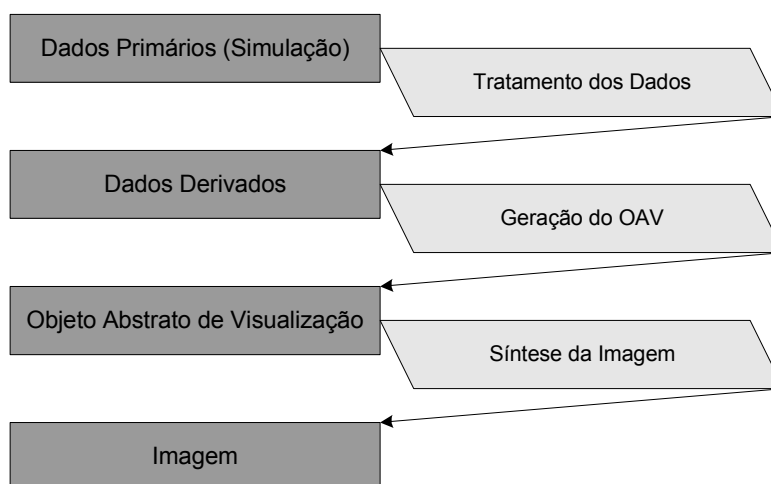 Dados Primários (Simulação)
Tratamento dos Dados
Dados Derivados
Geração do OAV
Objeto Abstrato de Visualização
Síntese da Imagem
Imagem